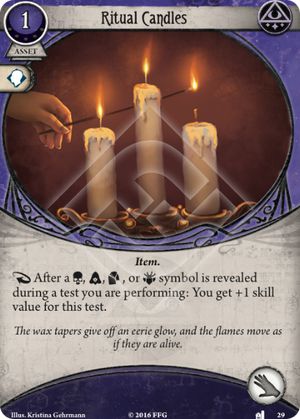 1
Ritual Candles
ASSET
Item.
After a , , , or symbol is revealed
during a test you are performing: You get +1 skill
value for this test.
The wax tapers give off an eerie glow, and the flames move as
if they are alive.
Illus. Kristina Gehrmann
© 2016 FFG
29